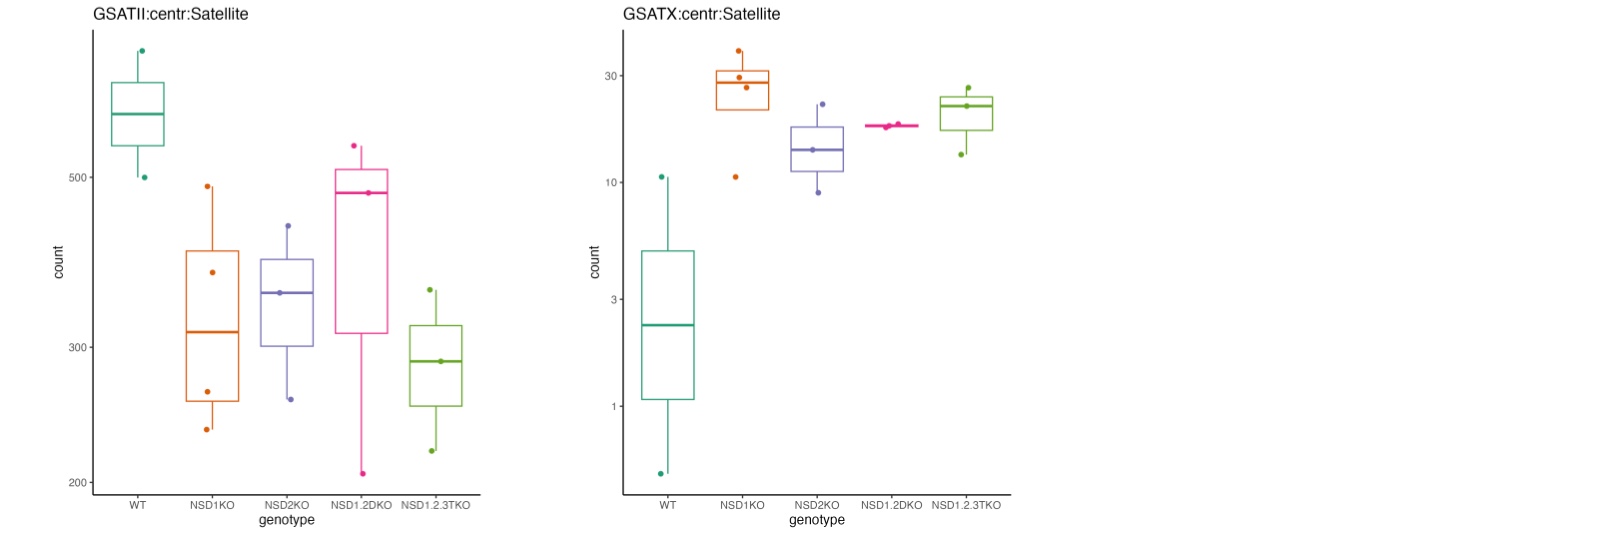 GSATII:centr:Satellite
500
300
200
count
WT NSD1KO NSD2KO NSD1.2DKO NSD1.2.3TKO
genotype
GSATX:centr:Satellite
30
10
3
1
count
WT NSD1KO NSD2KO NSD1.2DKO NSD1.2.3TKO
genotype